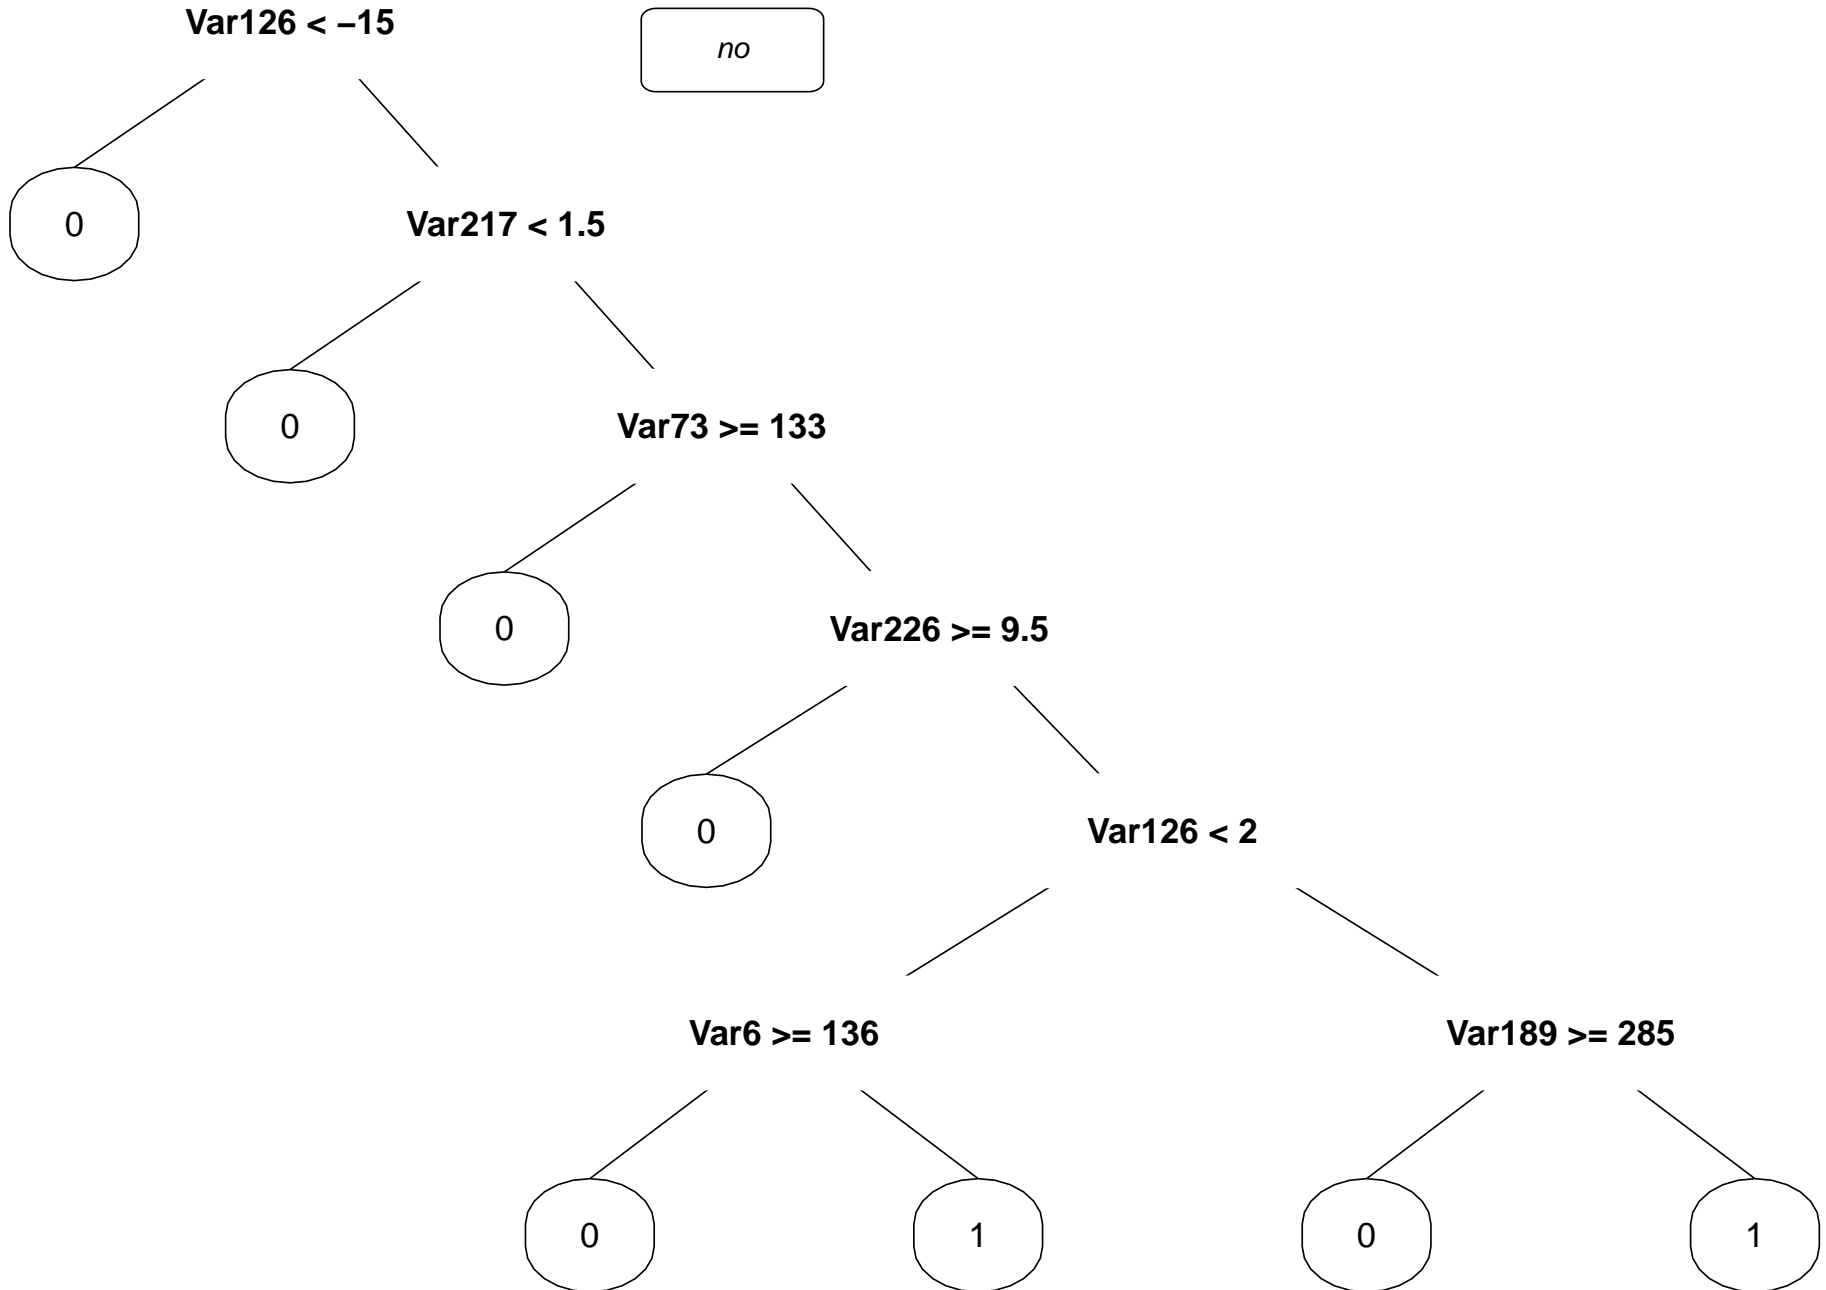 Var126 < −15
no
0
Var217 < 1.5
0
Var73 >= 133
0
Var226 >= 9.5
0
Var126 < 2
Var6 >= 136
Var189 >= 285
0
1
0
1